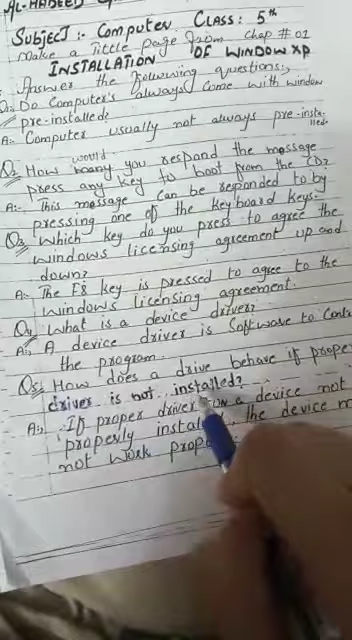 AL-HADEED
Subject :- Computer Class: 5th
make a title page from Chap # 01
INSTALLATION OF WINDOW XP
Answer the following questions:
Do Computer's always come with window
pre-installed?
A:- Computer usually not always pre-installed.
Q2 How would you respond the message
press any key to boot from the CD?
A:- This message can be responded to by
pressing one of the keyboard keys.
Q3 Which key do you press to agree the
windows licensing agreement up and
down?
A:- The F8 key is pressed to agree to the
windows licensing agreement.
Q4 What is a device driver?
A:- A device driver is Software to
the program.
Q5: How does a drive behave if proper
driver is not installed?
A:- If proper driver on a device not
properly the device
not work